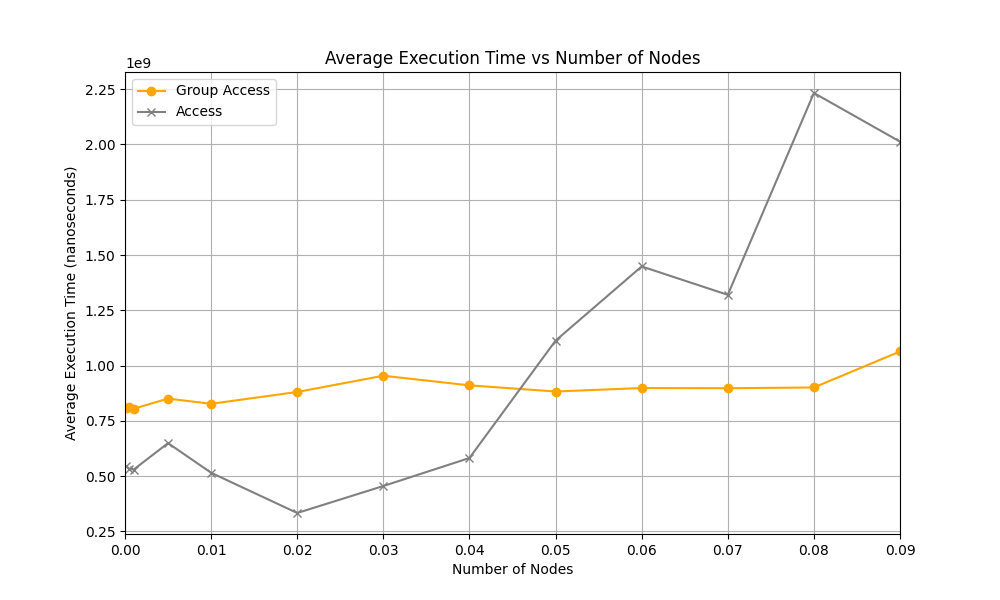 Average Execution Time vs Number of Nodes
1e9
Group Access
Access
2.25
2.00
1.75
1.50
1.25
1.00
0.75
0.50
0.25
Average Execution Time (nanoseconds)
0.00 0.01 0.02 0.03 0.04 0.05 0.06 0.07 0.08 0.09
Number of Nodes